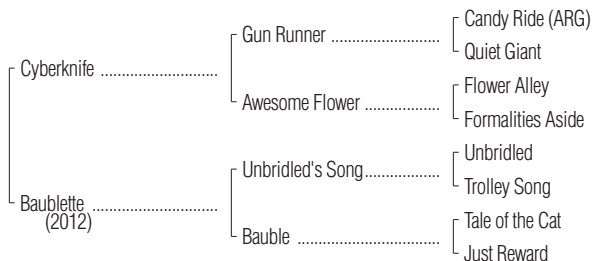 Candy Ride (ARG)
Gun Runner ............................
Quiet Giant
Cyberknife ..............................
Flower Alley
Awesome Flower ...................
Formalities Aside
Unbridled
Unbridled's Song...................
Trolley Song
Baublette ................................
(2012)
Tale of the Cat
Bauble ....................................
Just Reward